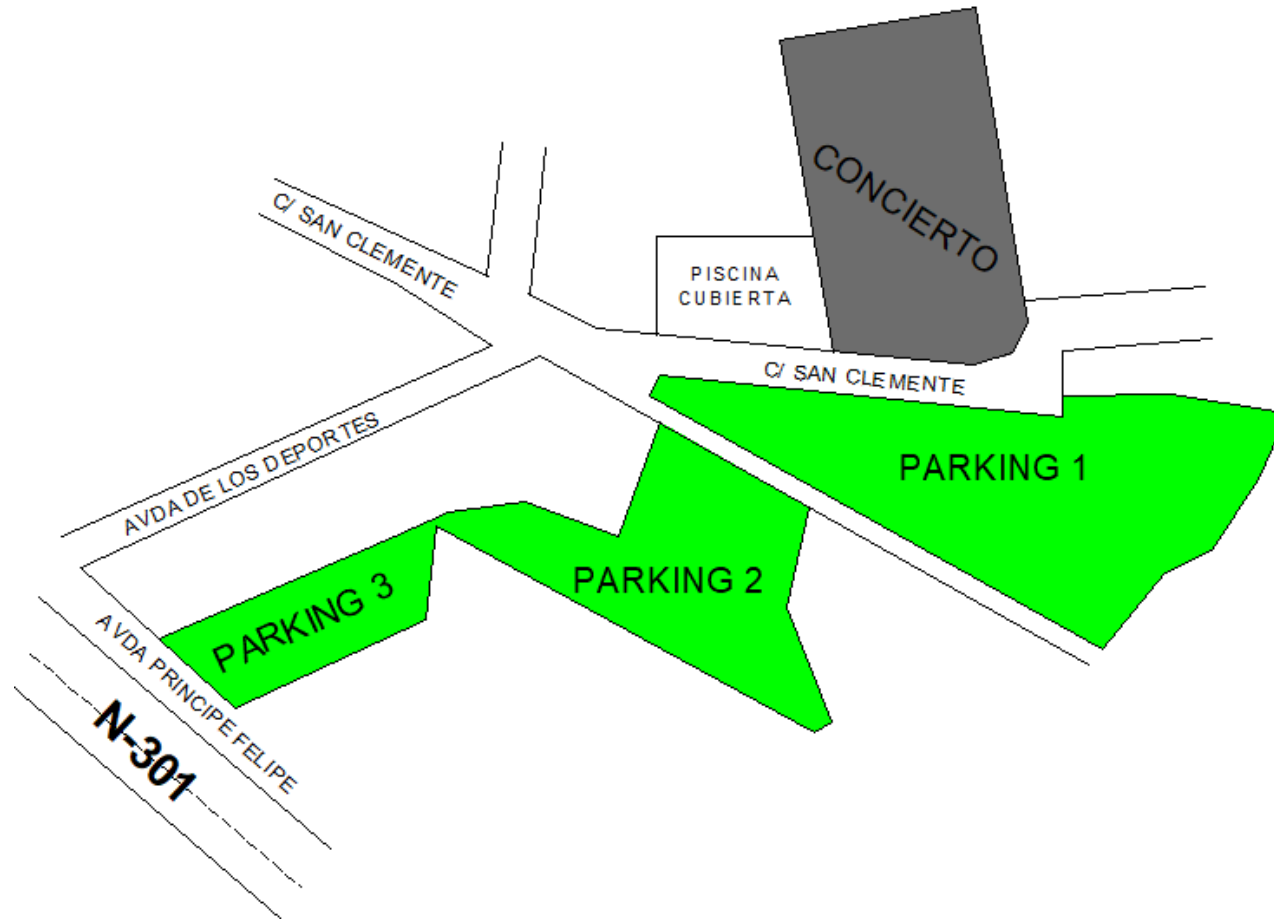 CONCIERTO
C/ SAN CLEMENTE
PISCINA
CUBIERTA
C/ SAN CLEMENTE
AVDA DE LOS DEPORTES
PARKING 1
PARKING 2
PARKING 3
AVDA PRINCIPE FELIPE
N-301